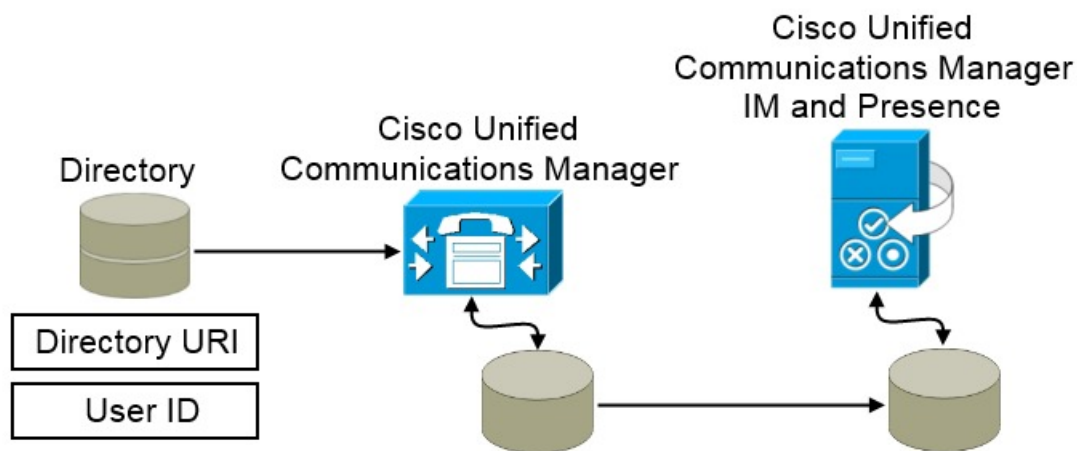 Cisco Unified
Communications Manager
IM and Presence
Cisco Unified
Communications Manager
Directory
Directory URI
User ID